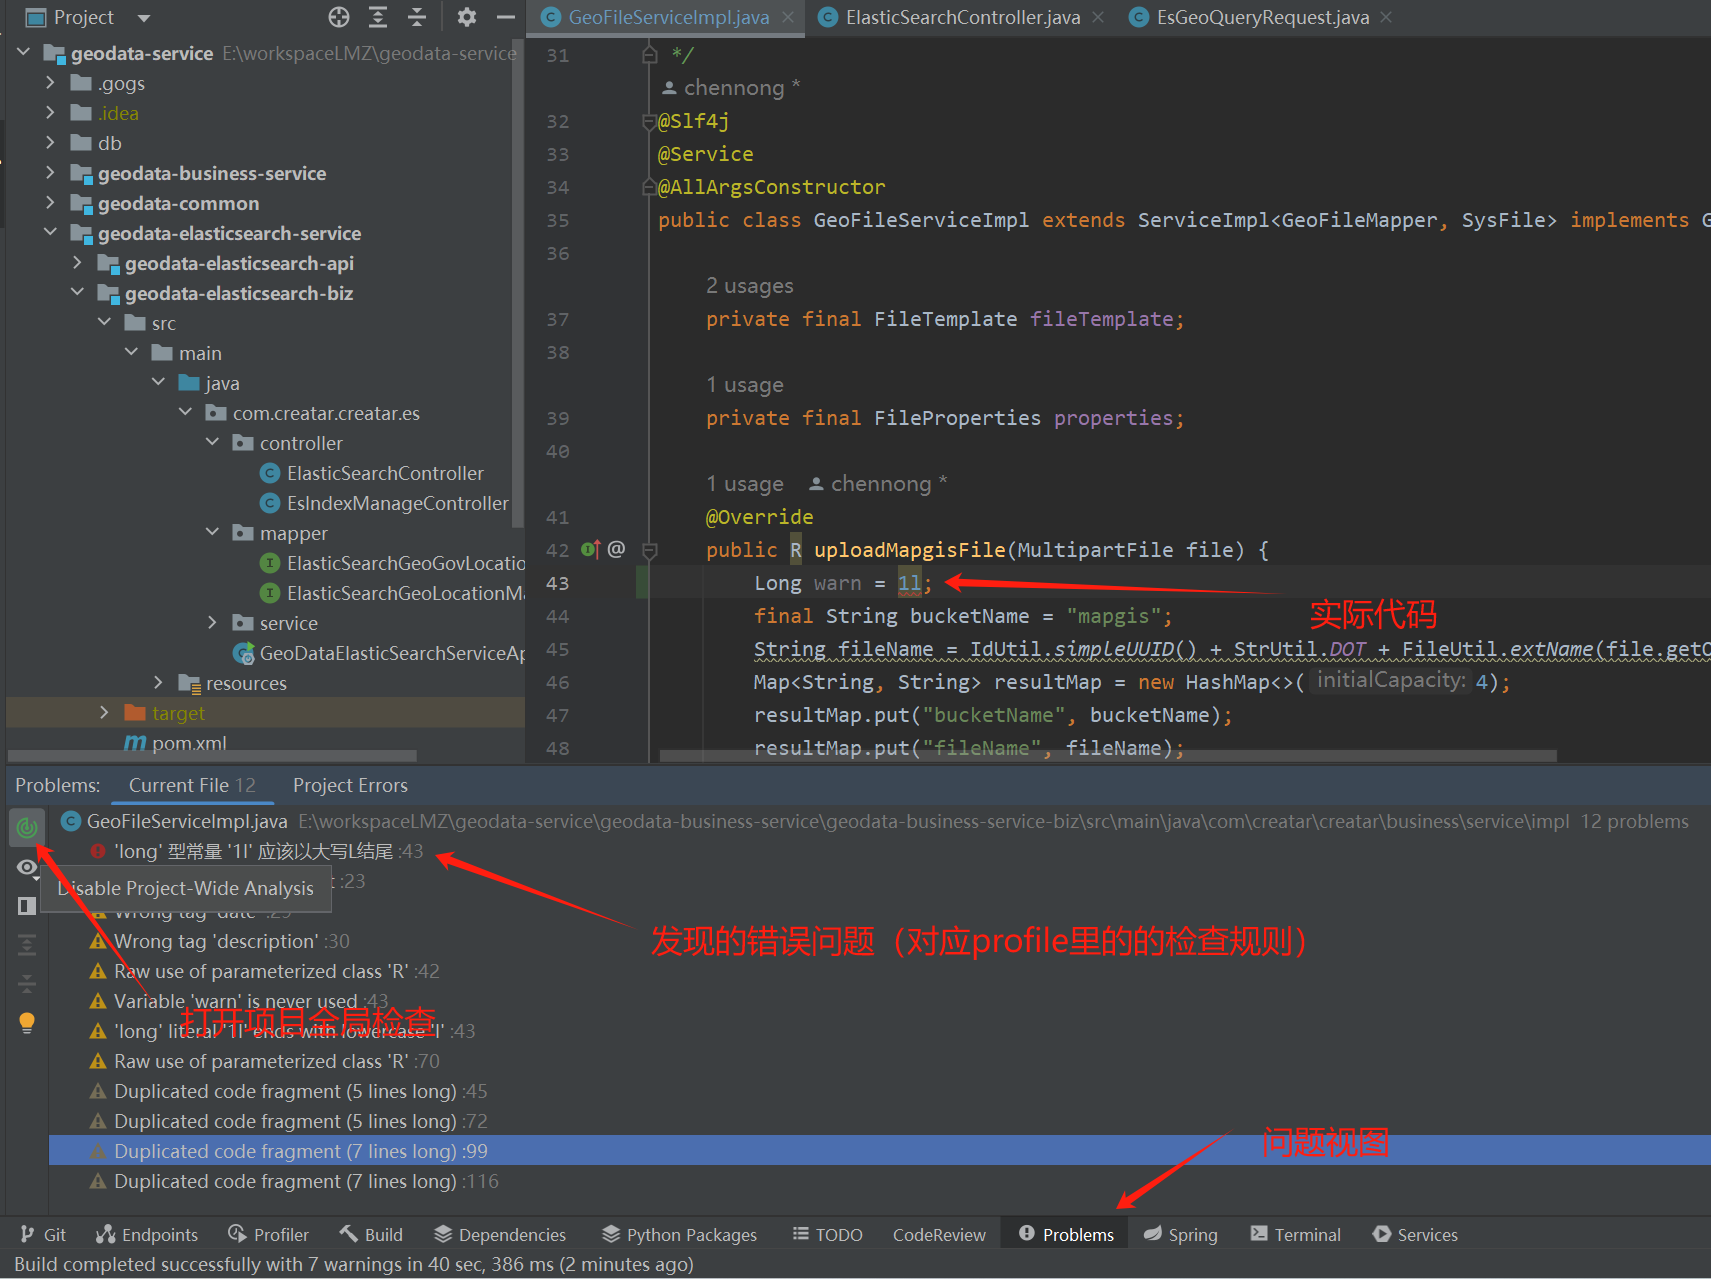 Project
geodata-service E:\workspaceLMZ\geodata-service
.gogs
.idea
db
geodata-business-service
geodata-common
geodata-elasticsearch-service
geodata-elasticsearch-api
geodata-elasticsearch-biz
src
main
java
com.creatar.creatar.es
controller
ElasticSearchController
EsIndexManageController
mapper
ElasticSearchGeoGovLocatio
ElasticSearchGeoLocationMa
service
GeoDataElasticSearchServiceAp
resources
target
pom.xml
GeoFileServiceImpl.java
ElasticSearchController.java
EsGeoQueryRequest.java
31 */
chennong *
32 @Slf4j
33 @Service
34 @AllArgsConstructor
35 public class GeoFileServiceImpl extends ServiceImpl<GeoFileMapper, SysFile> implements G
36
2 usages
37 private final FileTemplate fileTemplate;
38
1 usage
39 private final FileProperties properties;
40
1 usage chennong *
41 @Override
42 @ public R uploadMapgisFile(MultipartFile file) {
43 Long warn = 1l;
实际代码
44 final String bucketName = "mapgis";
45 String fileName = IdUtil.simpleUUID() + StrUtil.DOT + FileUtil.extName(file.getO
46 Map<String, String> resultMap = new HashMap<>( initialCapacity: 4);
47 resultMap.put("bucketName", bucketName);
48 resultMap.put("fileName", fileName);
Problems: Current File 12 Project Errors
GeoFileServiceImpl.java E:\workspaceLMZ\geodata-service\geodata-business-service\geodata-business-service-biz\src\main\java\com\creatar\creatar\business\service\impl 12 problems
'long' 型常量 '1l' 应该以大写L结尾 :43
:23
Disable Project-Wide Analysis
Wrong tag 'date' :29
发现的错误问题（对应profile里的的检查规则）
Wrong tag 'description' :30
Raw use of parameterized class 'R' :42
Variable 'warn' is never used :43
打开项目全局检查
'long' literal '1l' ends with lowercase 'l' :43
Raw use of parameterized class 'R' :70
Duplicated code fragment (5 lines long) :45
Duplicated code fragment (5 lines long) :72
Duplicated code fragment (7 lines long) :99
问题视图
Duplicated code fragment (7 lines long) :116
Git Endpoints Profiler Build Dependencies Python Packages TODO CodeReview Problems Spring Terminal Services
Build completed successfully with 7 warnings in 40 sec, 386 ms (2 minutes ago)